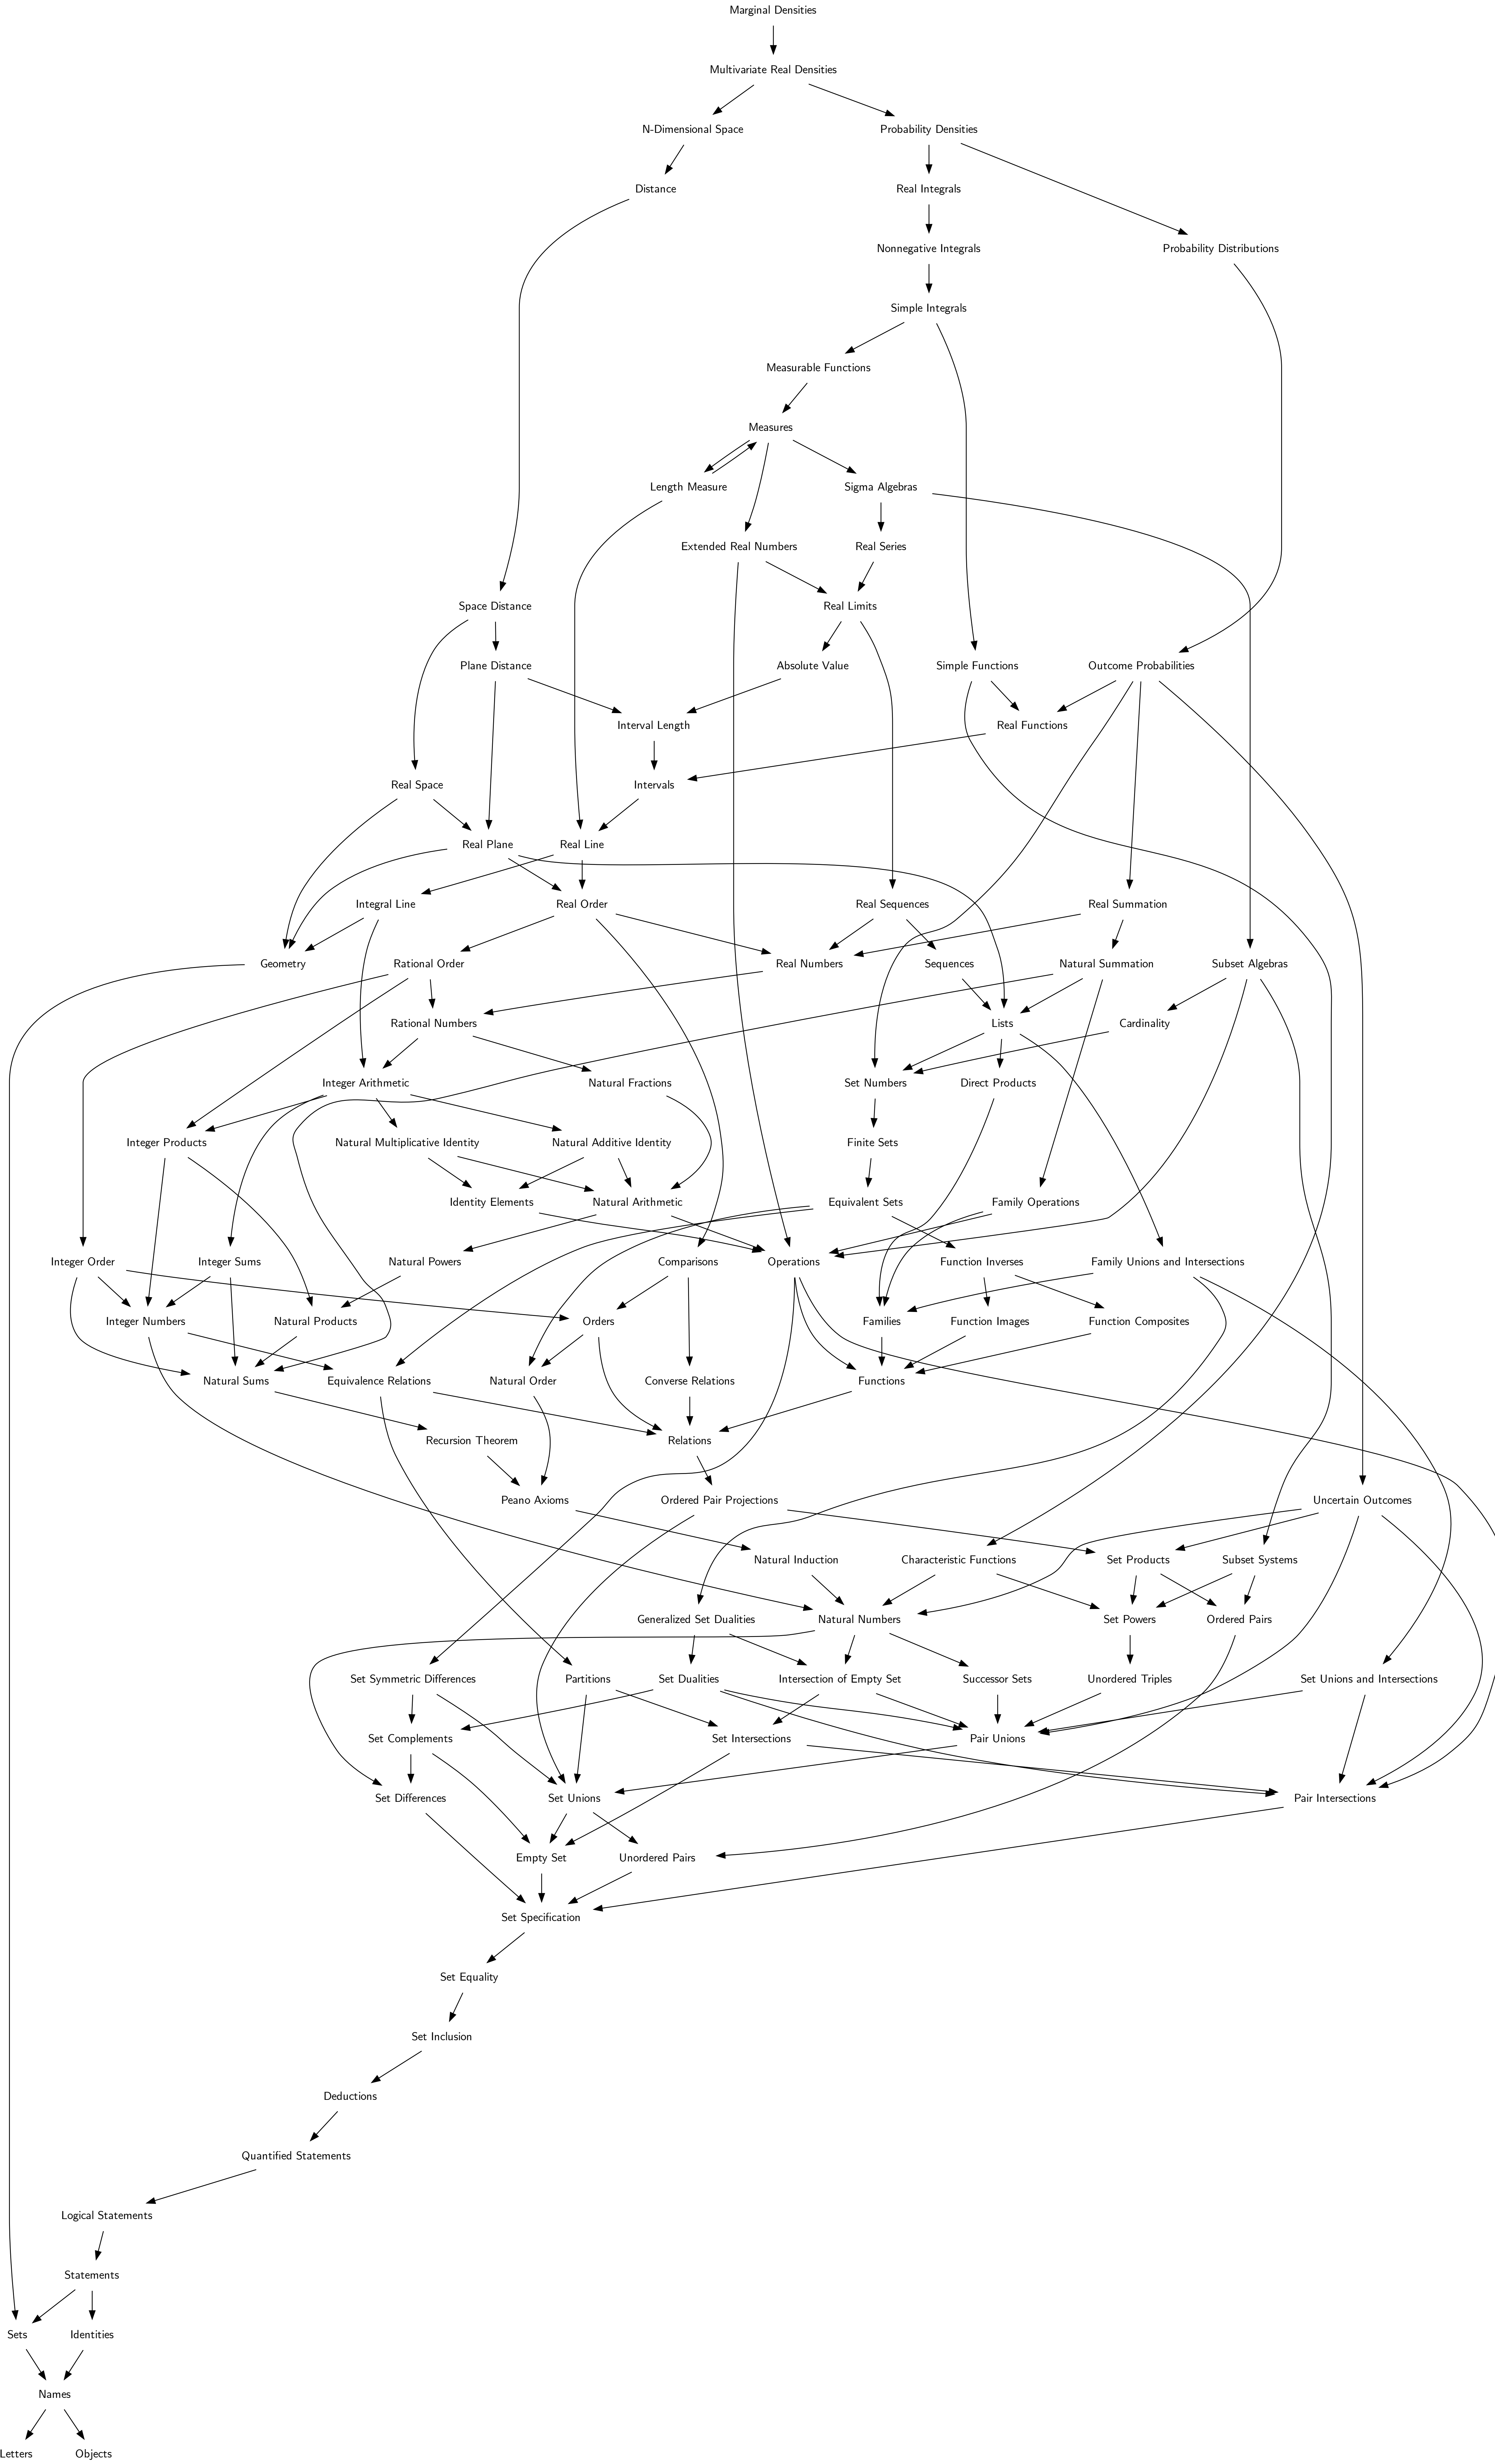 Marginal Densities
Multivariate Real Densities
N-Dimensional Space
Probability Densities
Distance
Real Integrals
Nonnegative Integrals
Probability Distributions
Simple Integrals
Measurable Functions
Measures
Length Measure
Sigma Algebras
Extended Real Numbers
Real Series
Space Distance
Real Limits
Plane Distance
Absolute Value
Simple Functions
Outcome Probabilities
Interval Length
Real Functions
Real Space
Intervals
Real Plane
Real Line
Integral Line
Real Order
Real Sequences
Real Summation
Geometry
Rational Order
Real Numbers
Sequences
Natural Summation
Subset Algebras
Rational Numbers
Lists
Cardinality
Integer Arithmetic
Natural Fractions
Set Numbers
Direct Products
Integer Products
Natural Multiplicative Identity
Natural Additive Identity
Finite Sets
Identity Elements
Natural Arithmetic
Equivalent Sets
Family Operations
Integer Order
Integer Sums
Natural Powers
Comparisons
Operations
Function Inverses
Family Unions and Intersections
Integer Numbers
Natural Products
Orders
Families
Function Images
Function Composites
Natural Sums
Equivalence Relations
Natural Order
Converse Relations
Functions
Recursion Theorem
Relations
Peano Axioms
Ordered Pair Projections
Uncertain Outcomes
Natural Induction
Characteristic Functions
Set Products
Subset Systems
Generalized Set Dualities
Natural Numbers
Set Powers
Ordered Pairs
Set Symmetric Differences
Partitions
Set Dualities
Intersection of Empty Set
Successor Sets
Unordered Triples
Set Unions and Intersections
Set Complements
Set Intersections
Pair Unions
Set Differences
Set Unions
Pair Intersections
Empty Set
Unordered Pairs
Set Specification
Set Equality
Set Inclusion
Deductions
Quantified Statements
Logical Statements
Statements
Sets
Identities
Names
Letters
Objects